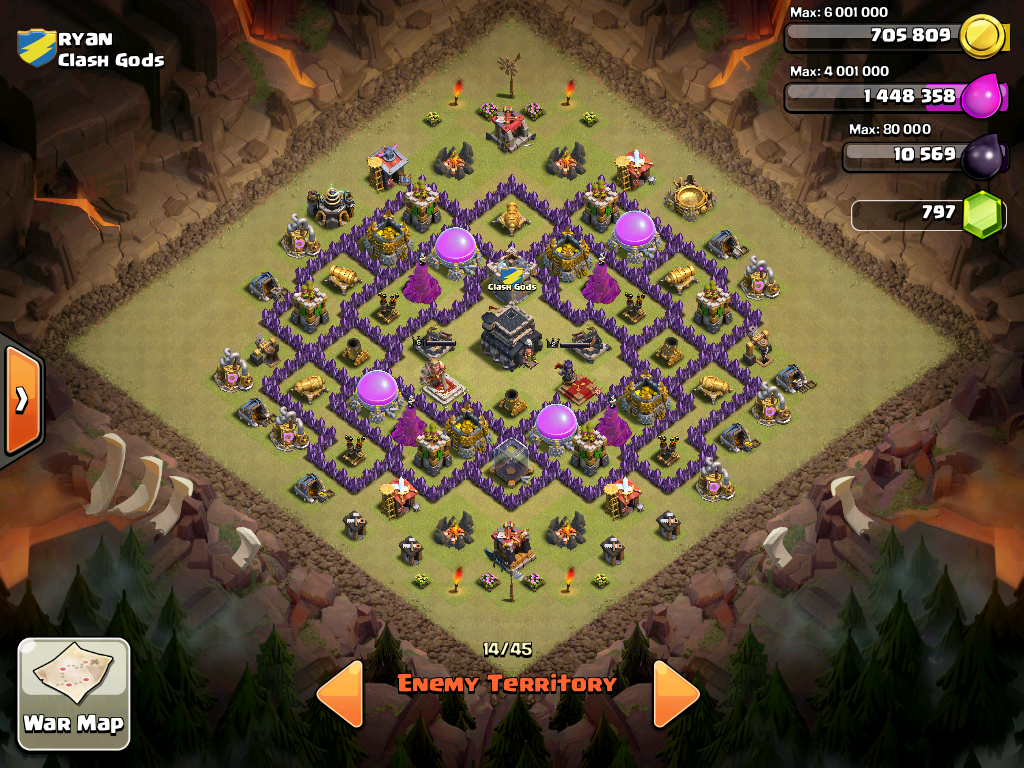 RYAN
Clash Gods
Max: 6 001 000
705 809
Max: 4 001 000
1 448 358
Max: 80 000
10 569
797
Clash Gods
14/45
Enemy Territory
War Map